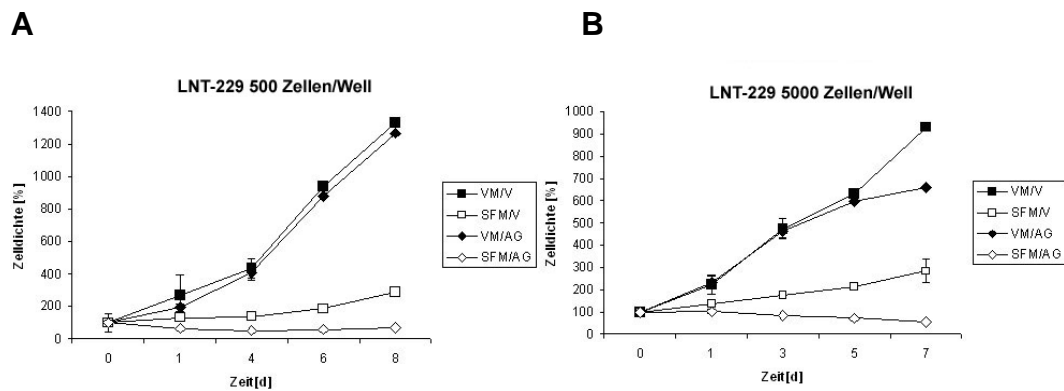 A
B
LNT-229 500 Zellen/Well
1400
1200
1000
800
600
400
200
0
Zelldichte [%]
0 1 4 6 8
Zeit[d]
VM/V
SFM/V
VM/AG
SFM/AG
LNT-229 5000 Zellen/Well
1000
900
800
700
600
500
400
300
200
100
0
Zelldichte [%]
0 1 3 5 7
Zeit[d]
VM/V
SFM/V
VM/AG
SFM/AG